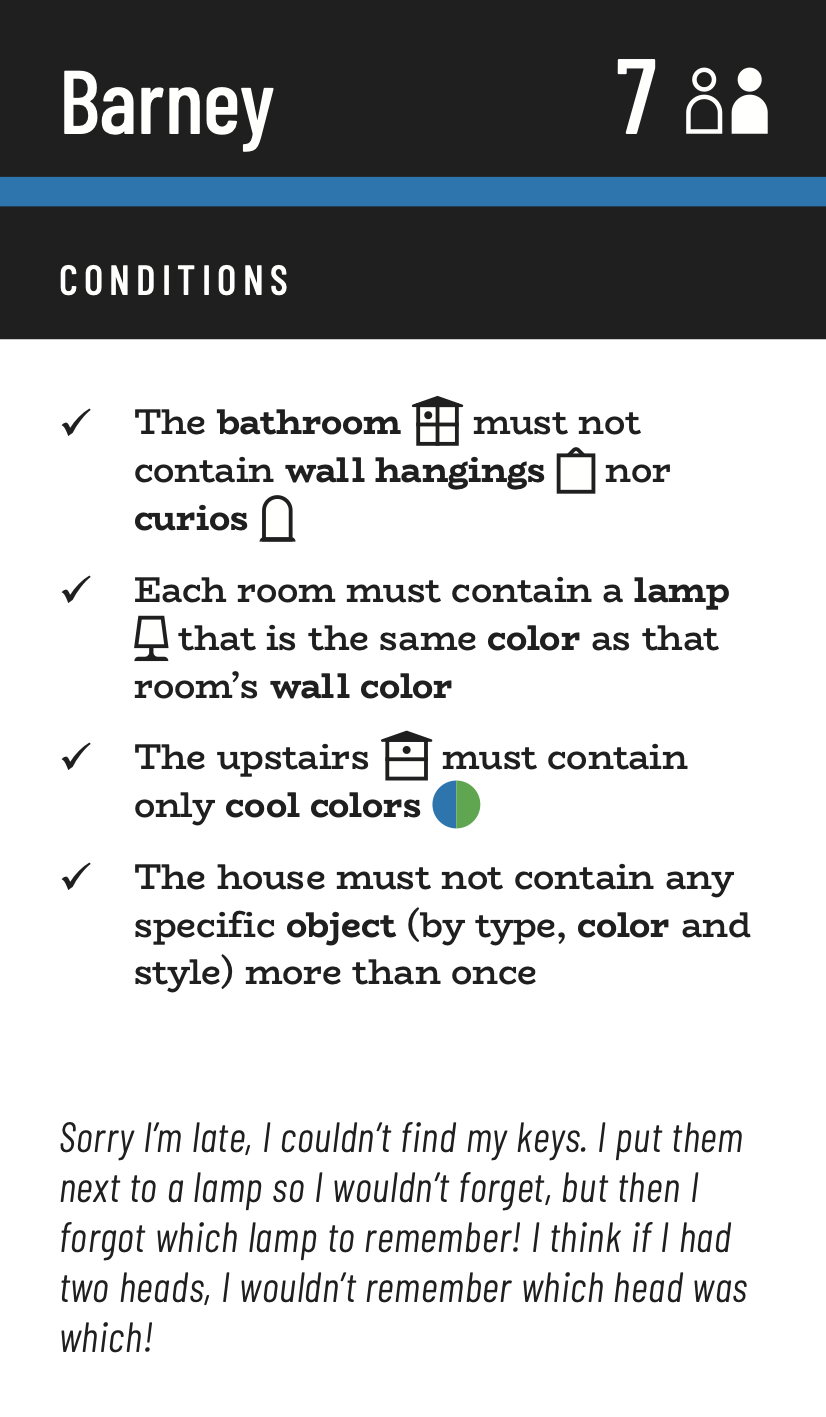 Barney 7
CONDITIONS
✓ The bathroom must not
contain wall hangings nor
curios
✓ Each room must contain a lamp
that is the same color as that
room’s wall color
✓ The upstairs must contain
only cool colors
✓ The house must not contain any
specific object (by type, color and
style) more than once
Sorry I’m late, I couldn’t find my keys. I put them
next to a lamp so I wouldn’t forget, but then I
forgot which lamp to remember! I think if I had
two heads, I wouldn’t remember which head was
which!